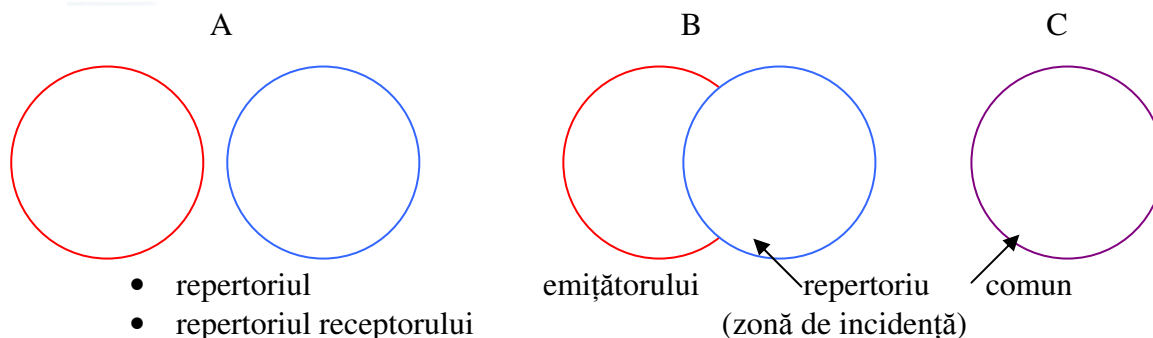 A B C
• repertoriul emițătorului repertoriu comun
• repertoriul receptorului (zonă de incidență)